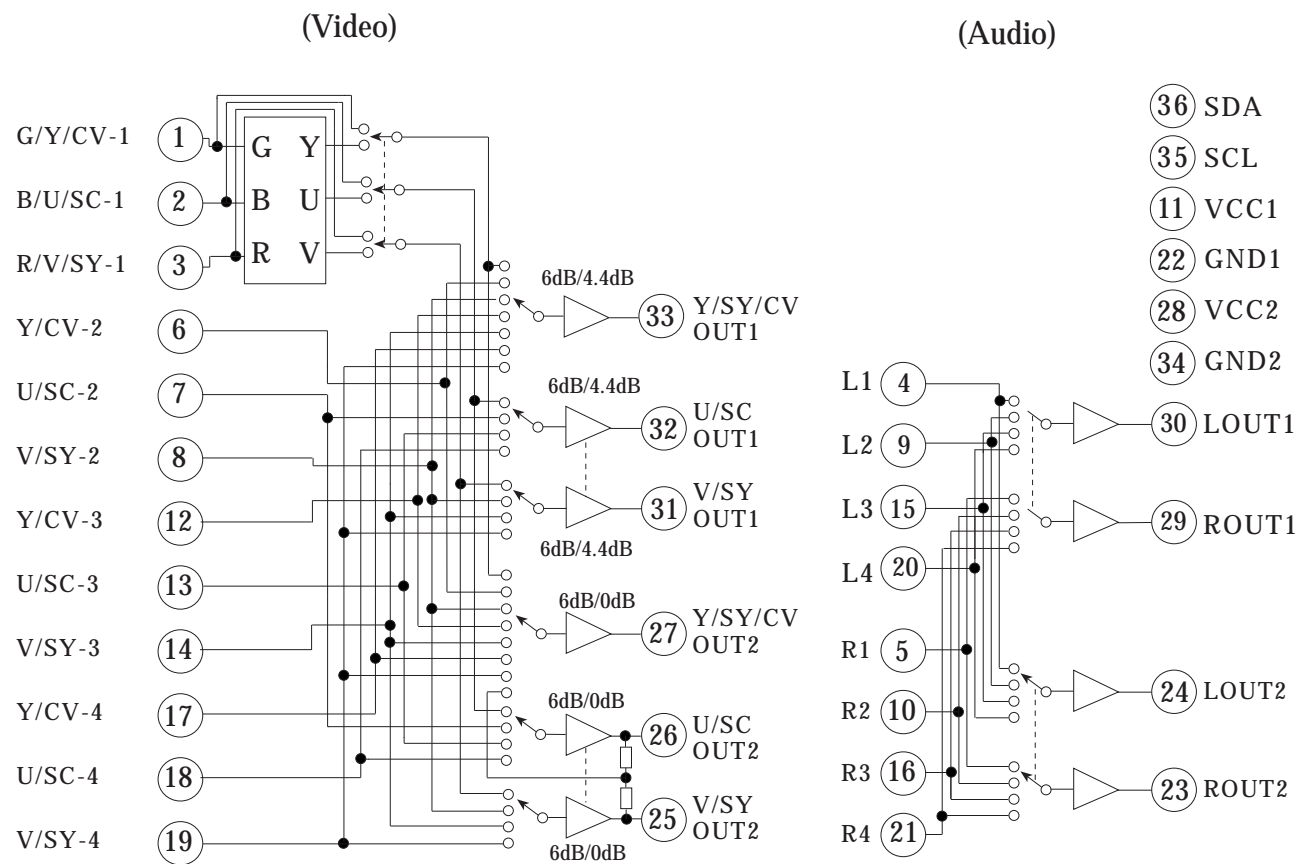 (Video)
(Audio)
G/Y/CV-1 1
B/U/SC-1 2
R/V/SY-1 3
Y/CV-2 6
U/SC-2 7
V/SY-2 8
Y/CV-3 12
U/SC-3 13
V/SY-3 14
Y/CV-4 17
U/SC-4 18
V/SY-4 19
G Y
B U
R V
6dB/4.4dB
33 Y/SY/CV
OUT1
6dB/4.4dB
32 U/SC
OUT1
31 V/SY
OUT1
6dB/4.4dB
6dB/0dB
27 Y/SY/CV
OUT2
6dB/0dB
26 U/SC
OUT2
25 V/SY
OUT2
6dB/0dB
36 SDA
35 SCL
11 VCC1
22 GND1
28 VCC2
34 GND2
L1 4
L2 9
L3 15
L4 20
R1 5
R2 10
R3 16
R4 21
30 LOUT1
29 ROUT1
24 LOUT2
23 ROUT2